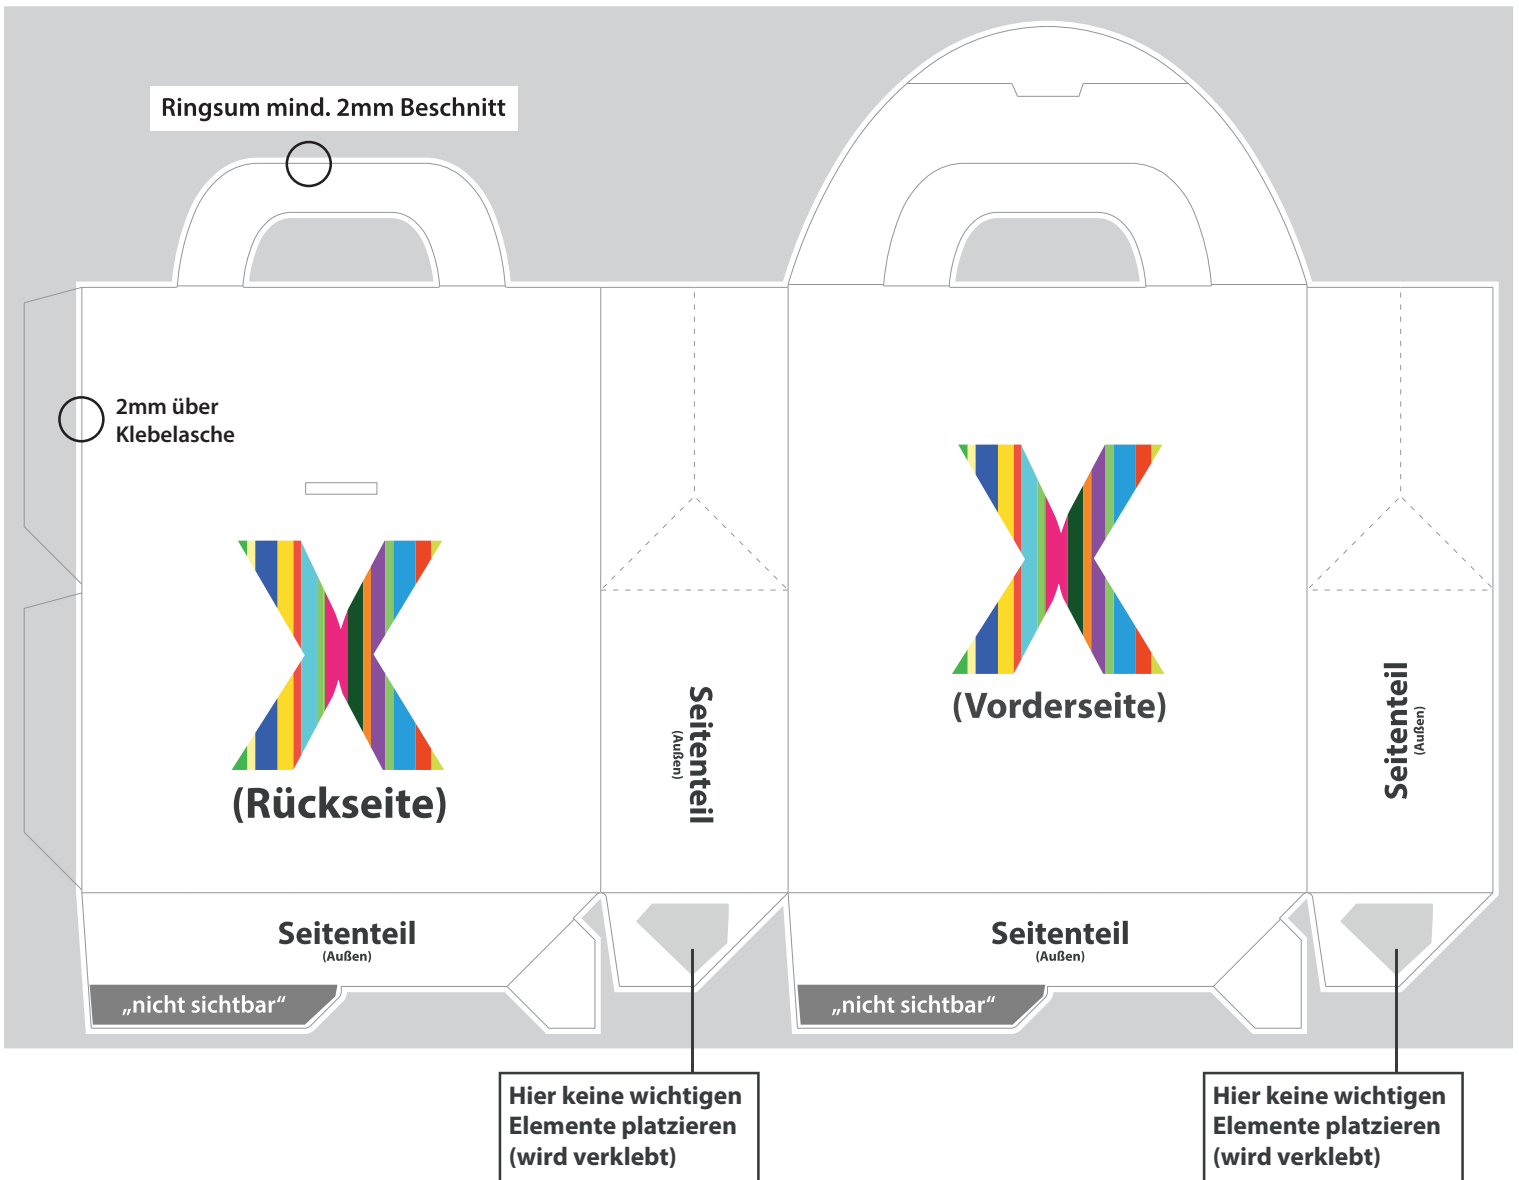 Ringsum mind. 2mm Beschnitt
2mm über
Klebelasche
(Rückseite)
Seitenteil
(Außen)
(Vorderseite)
Seitenteil
(Außen)
Seitenteil
(Außen)
„nicht sichtbar“
Seitenteil
(Außen)
„nicht sichtbar“
Hier keine wichtigen
Elemente platzieren
(wird verklebt)
Hier keine wichtigen
Elemente platzieren
(wird verklebt)